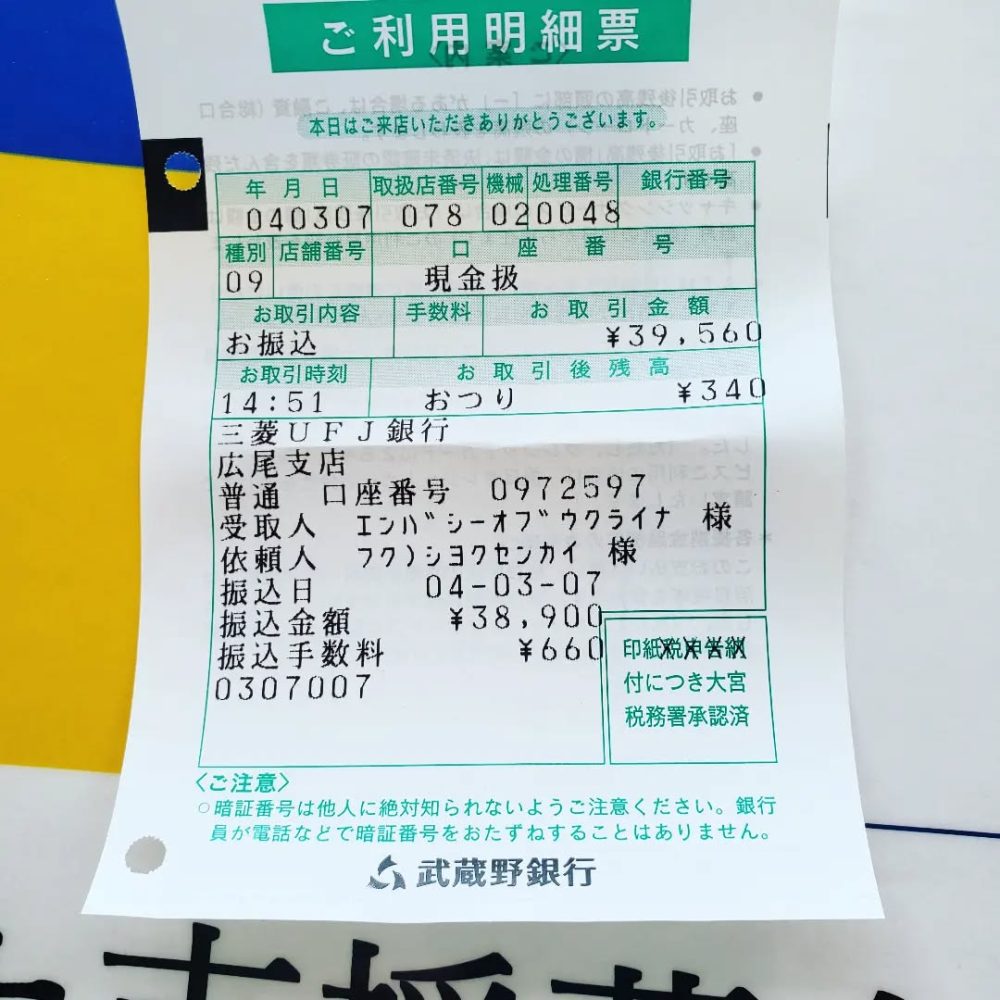 ご利用明細票
本日はご来店いただきありがとうございます。
年月日 取扱店番号 機械 処理番号 銀行番号
040307 078 020048
種別 店舗番号 口座番号
09 現金扱
お取引内容 手数料 お取引金額
お振込 ¥39,560
お取引時刻 お取引後残高
14:51 おつり ¥340
三菱UFJ銀行
広尾支店
普通 口座番号 0972597
受取人 エンバシーオブウクライナ 様
依頼人 フク)シヨクセンカイ 様
振込日 04-03-07
振込金額 ¥38,900
振込手数料 ¥660
0307007
印紙税申告納
付につき大宮
税務署承認済
〈ご注意〉
○暗証番号は他人に絶対知られないようご注意ください。銀行
員が電話などで暗証番号をおたずねすることはありません。
武蔵野銀行